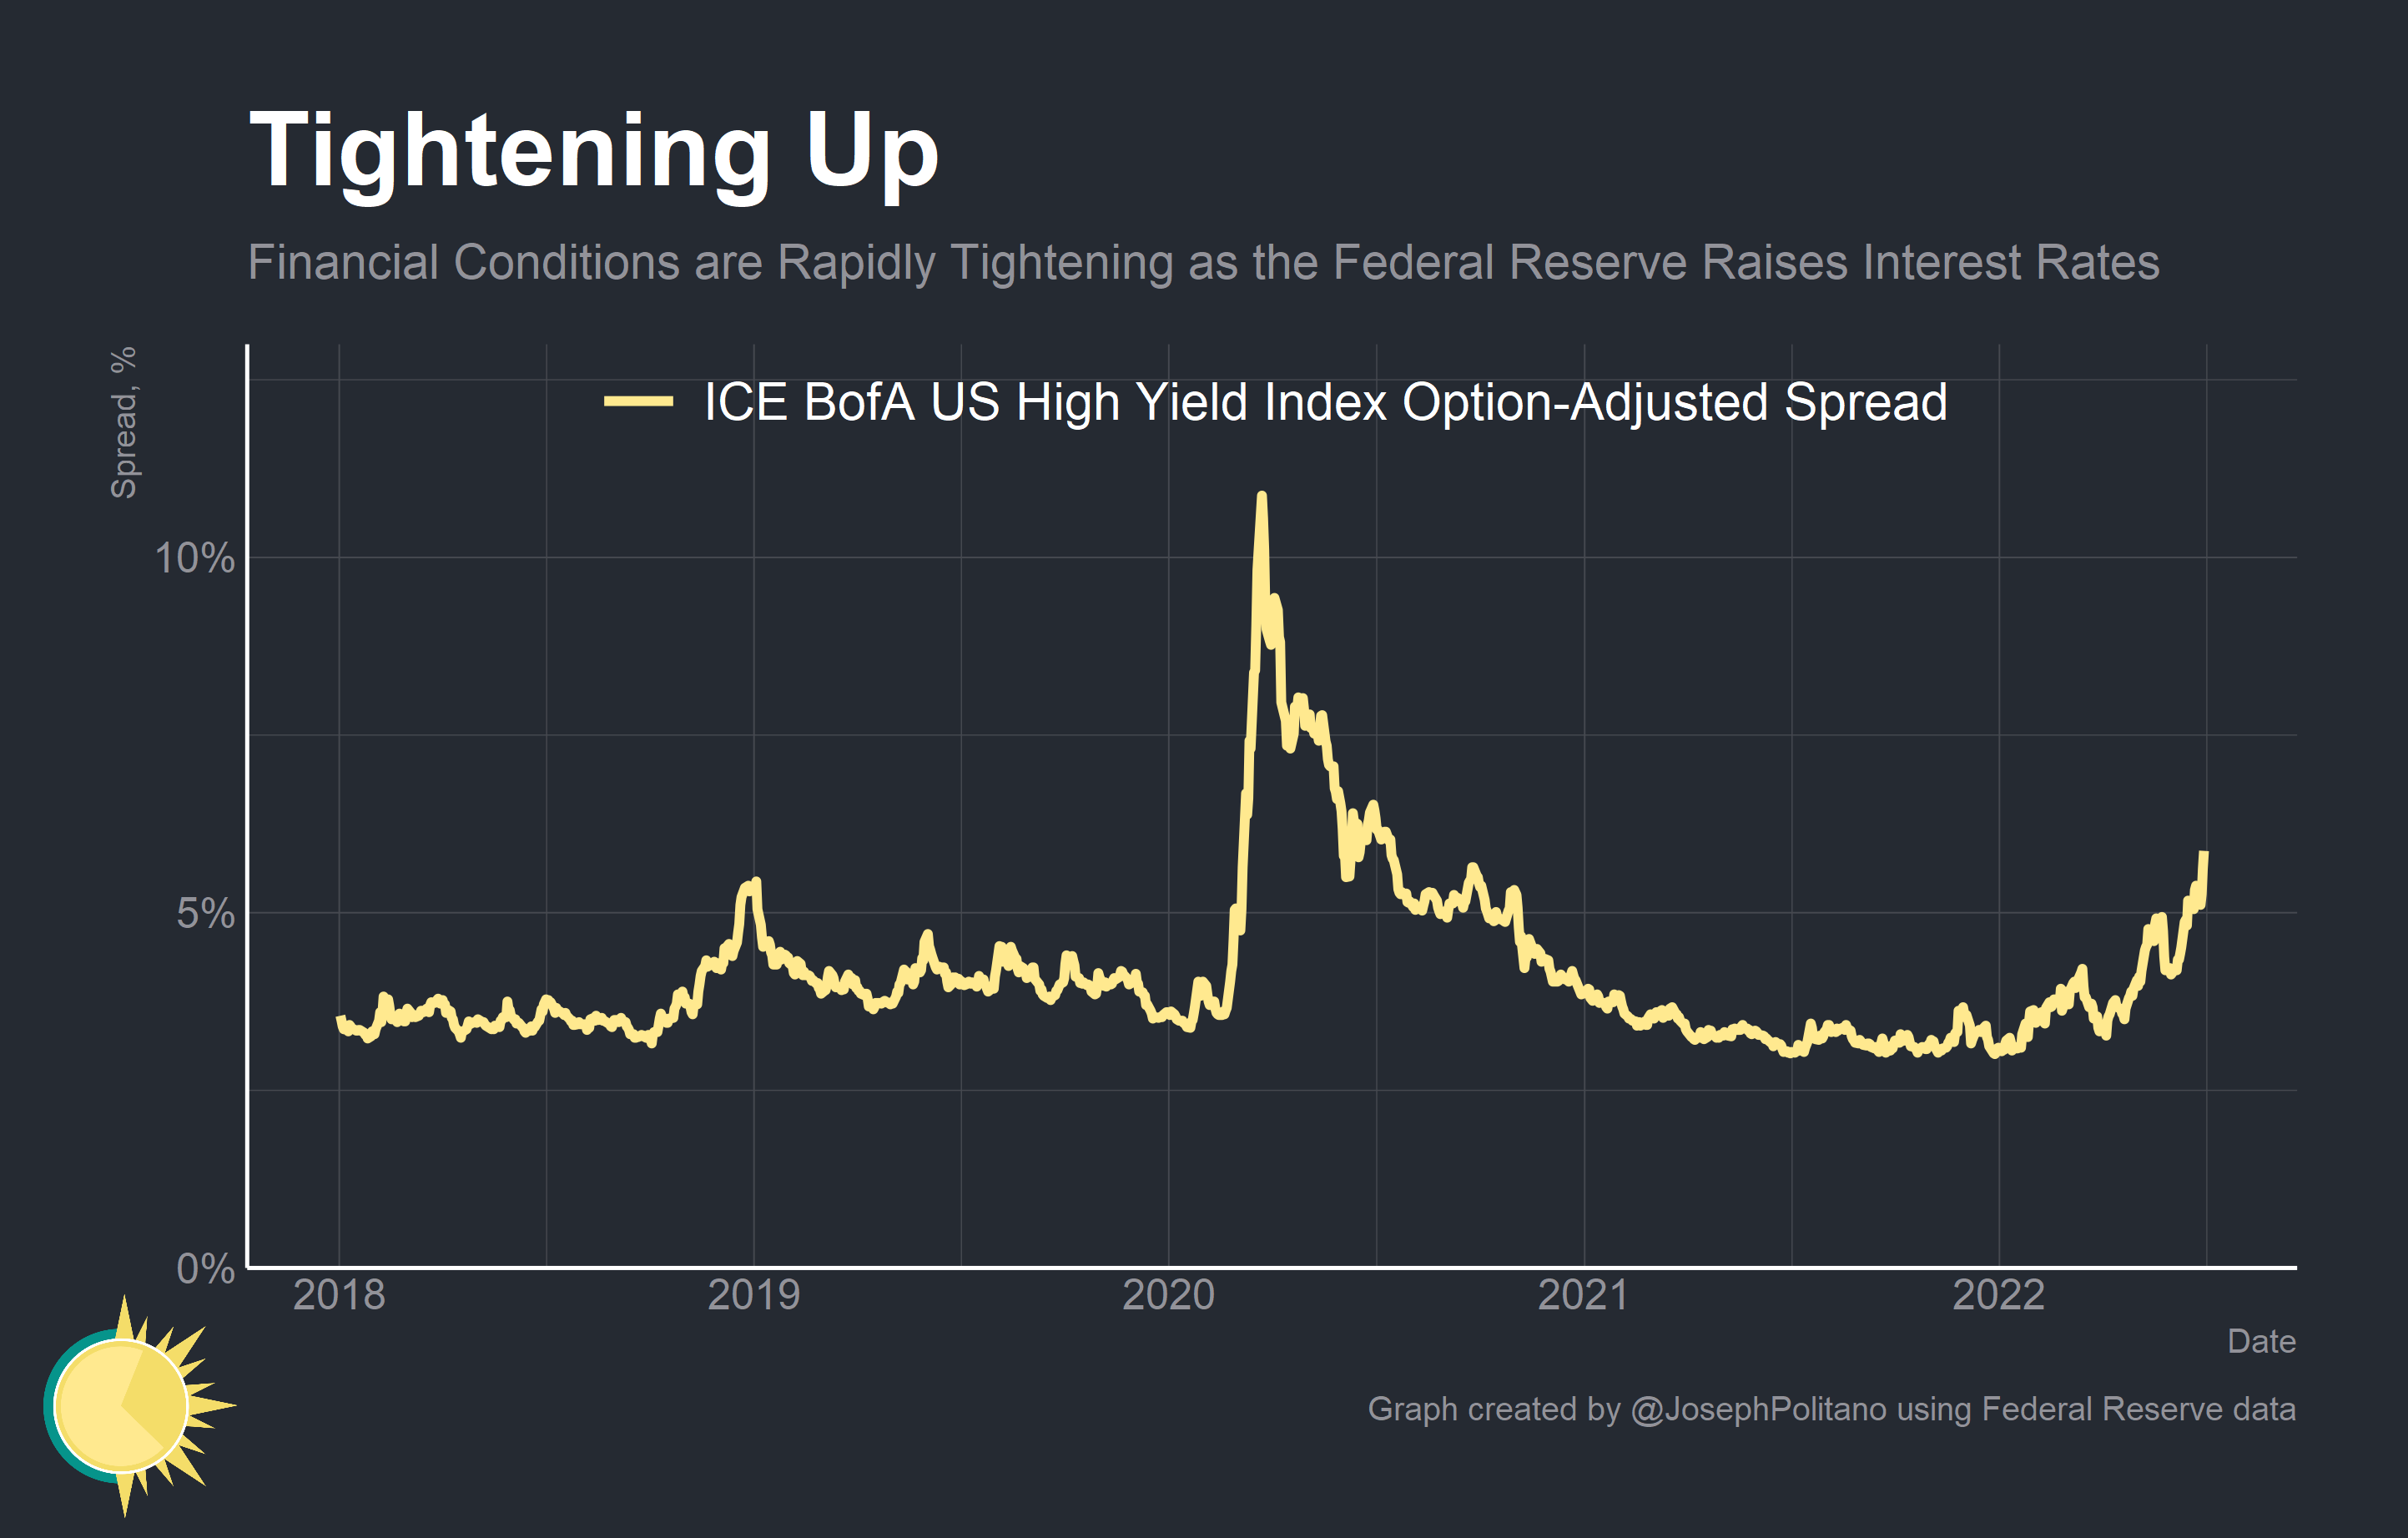 Tightening Up
Financial Conditions are Rapidly Tightening as the Federal Reserve Raises Interest Rates
Spread, %
ICE BofA US High Yield Index Option-Adjusted Spread
10%
5%
0%
2018 2019 2020 2021 2022
Date
Graph created by @JosephPolitano using Federal Reserve data